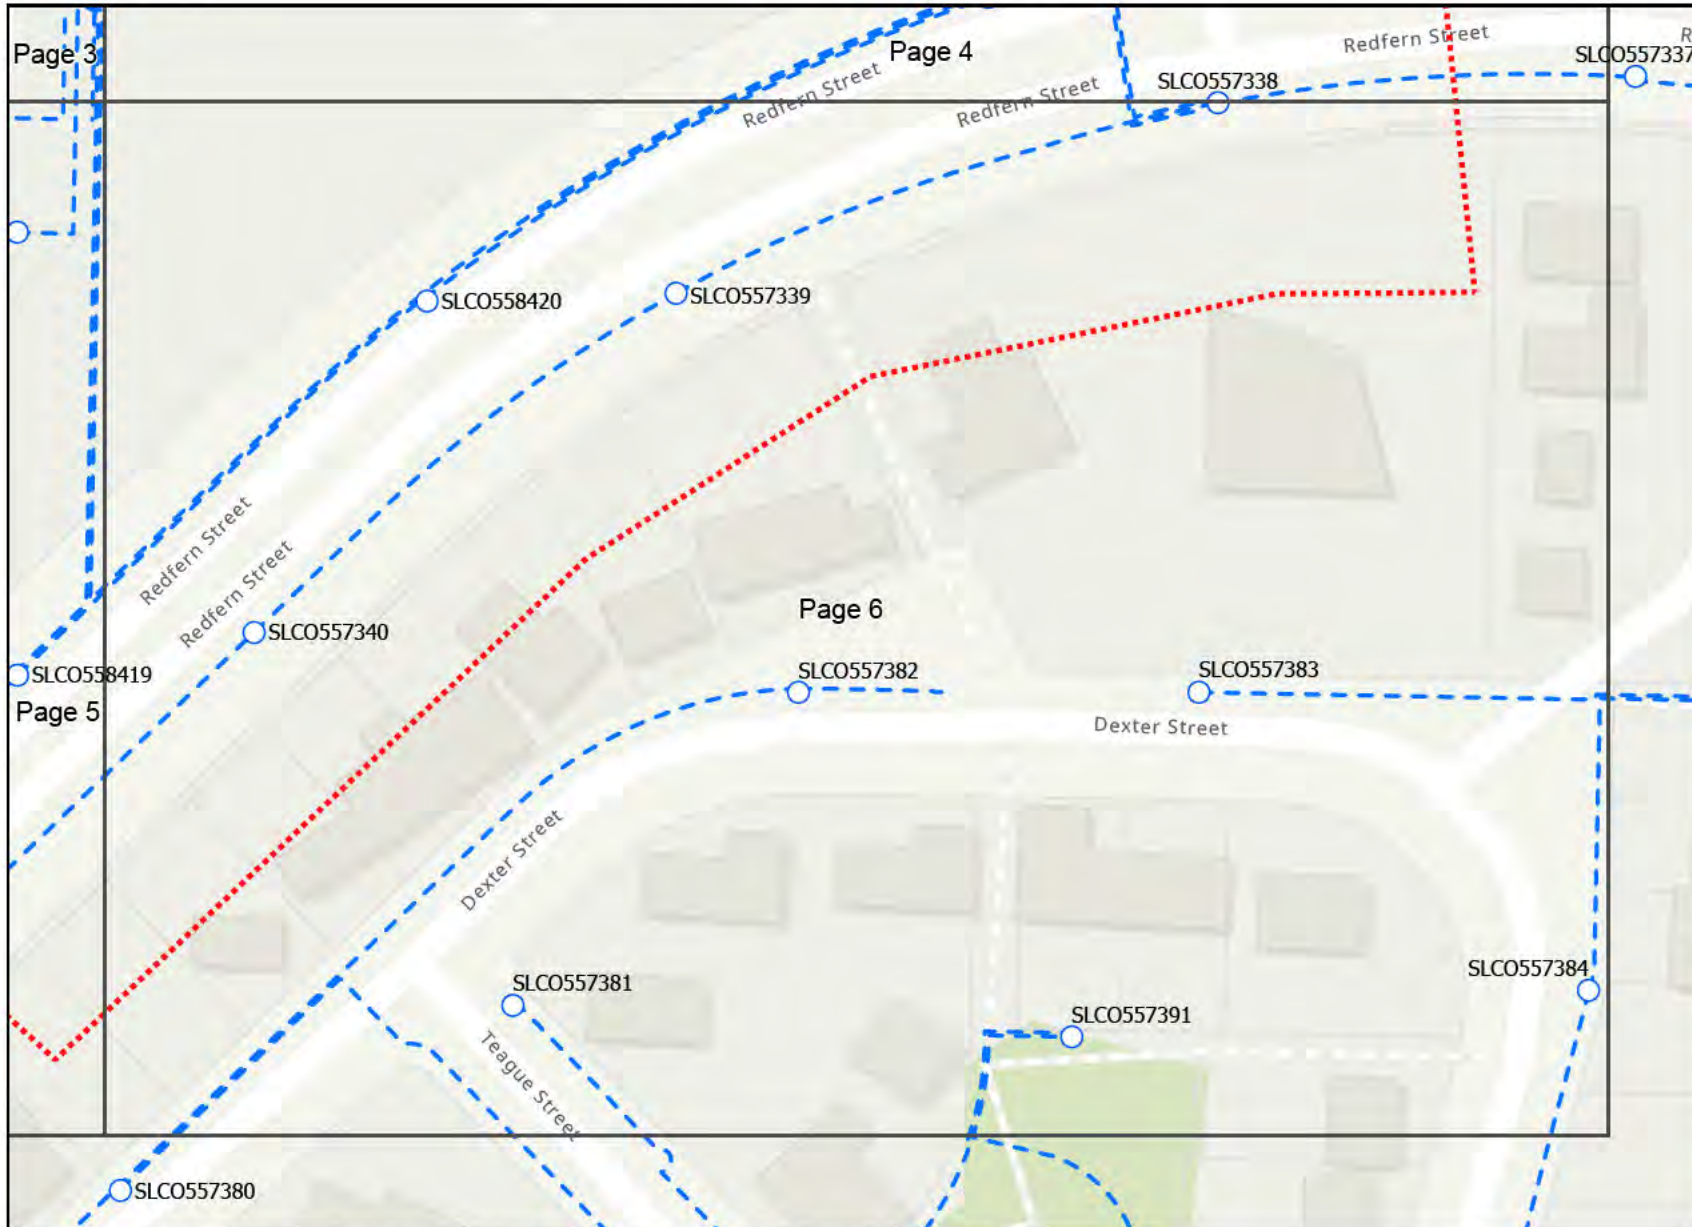 Page 3
Page 4
Redfern Street
SLCO557337
R
SLCO557338
Redfern Street
Redfern Street
SLCO558420
SLCO557339
Redfern Street
Redfern Street
Page 6
SLCO557340
SLCO558419
SLCO557382
SLCO557383
Page 5
Dexter Street
Dexter Street
SLCO557384
SLCO557381
SLCO557391
Teague Street
SLCO557380